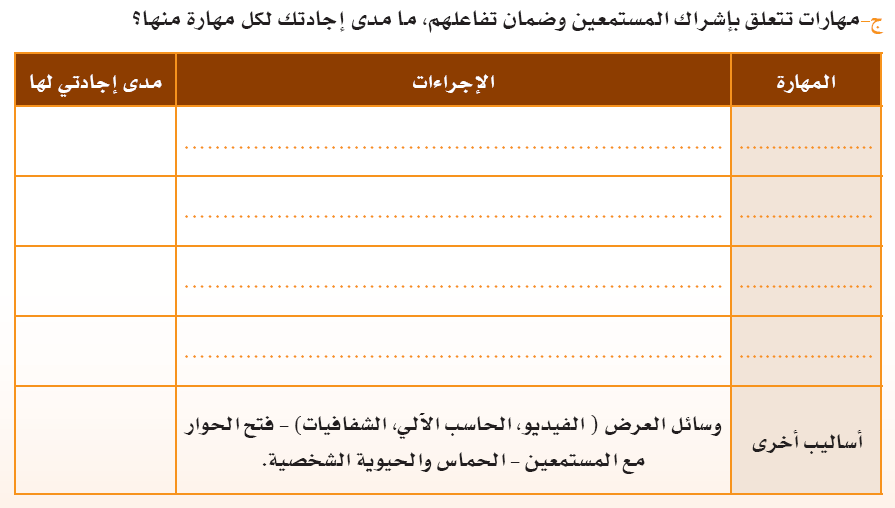 ج-مهارات تتعلق بإشراك المستمعين وضمان تفاعلهم، ما مدى إجادتك لكل مهارة منها؟
المهارة الإجراءات مدى إجادتي لها
..................... ......................................................................
..................... ......................................................................
..................... ......................................................................
..................... ......................................................................
أساليب أخرى
وسائل العرض ( الفيديو، الحاسب الآلي، الشفافيات) - فتح الحوار
مع المستمعين - الحماس والحيوية الشخصية.